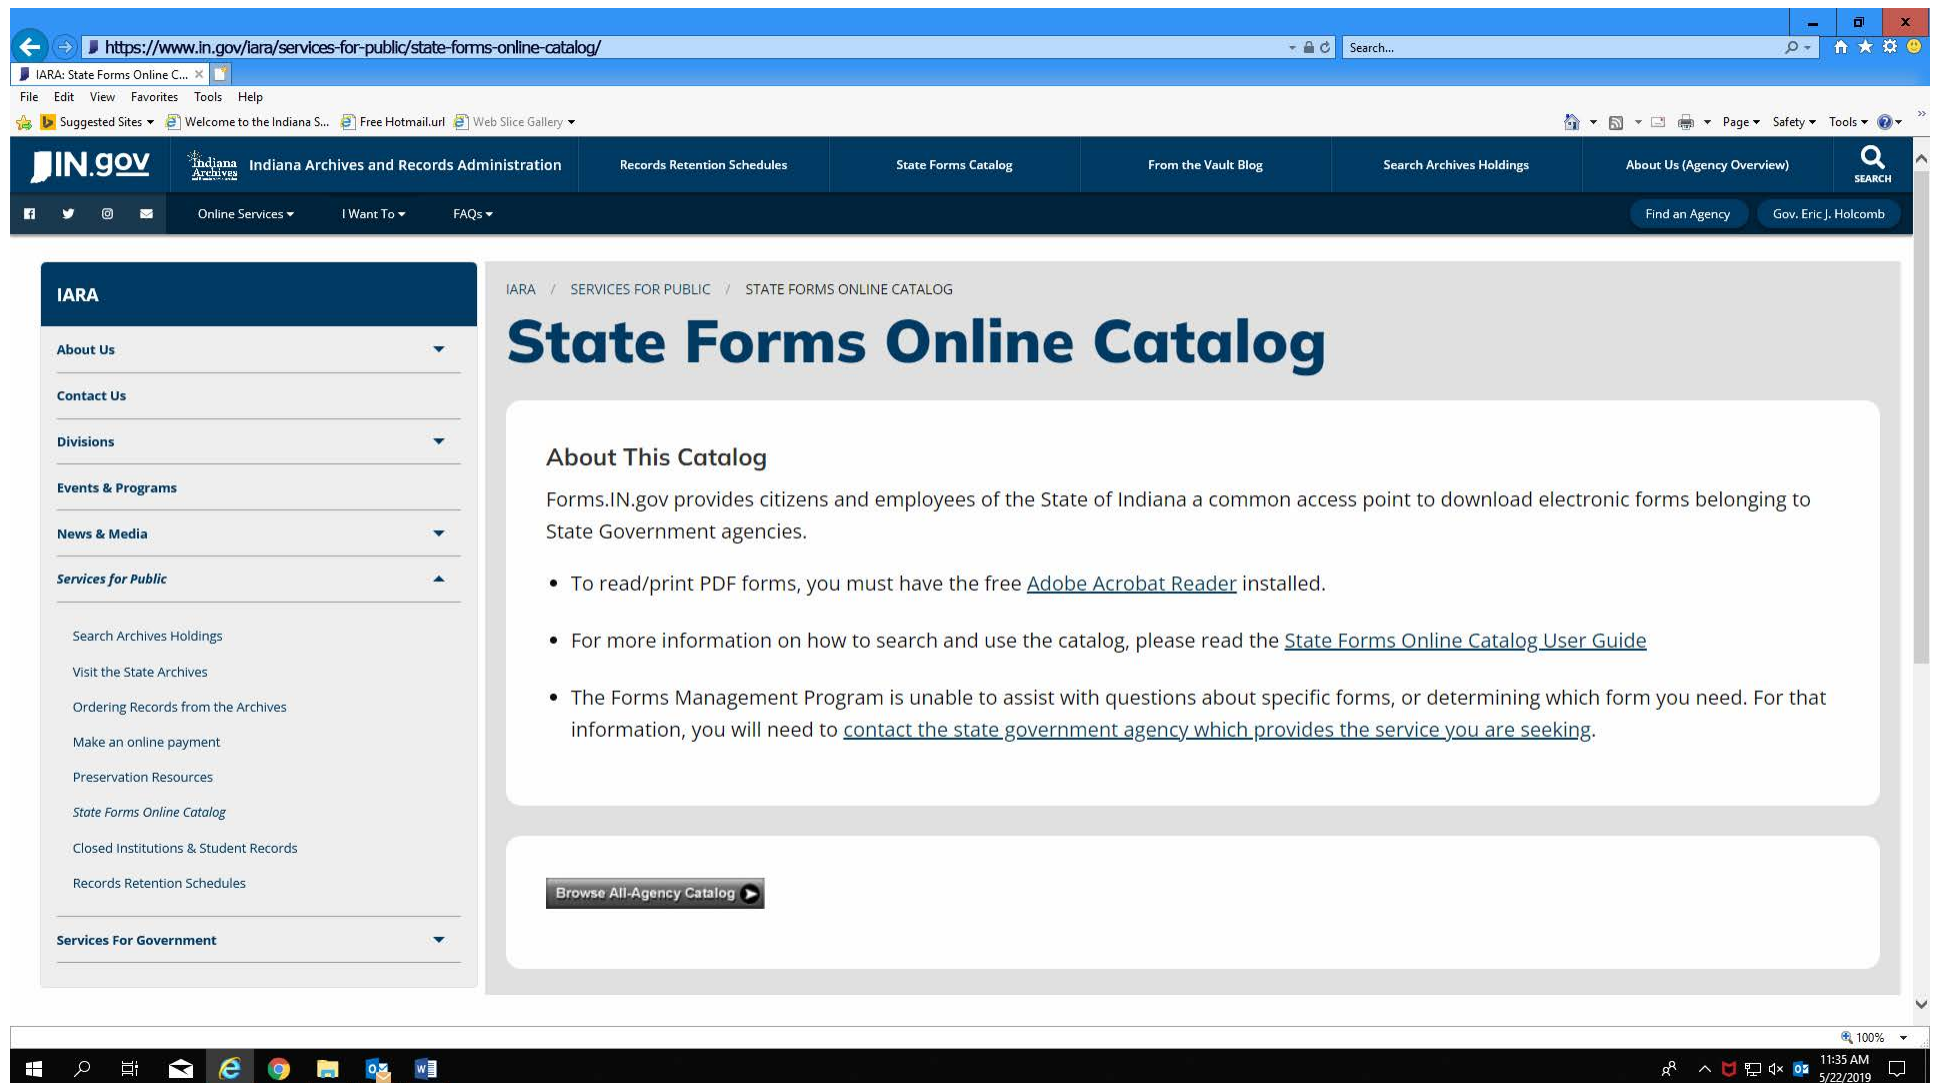 https://www.in.gov/iara/services-for-public/state-forms-online-catalog/
Search...
IARA: State Forms Online C...
File Edit View Favorites Tools Help
Suggested Sites Welcome to the Indiana S... Free Hotmail.url Web Slice Gallery
Page Safety Tools
IN.gov
Indiana Archives
Indiana Archives and Records Administration
Records Retention Schedules
State Forms Catalog
From the Vault Blog
Search Archives Holdings
About Us (Agency Overview)
SEARCH
Online Services I Want To FAQs
Find an Agency
Gov. Eric J. Holcomb
IARA
About Us
Contact Us
Divisions
Events & Programs
News & Media
Services for Public
Search Archives Holdings
Visit the State Archives
Ordering Records from the Archives
Make an online payment
Preservation Resources
State Forms Online Catalog
Closed Institutions & Student Records
Records Retention Schedules
Services For Government
IARA / SERVICES FOR PUBLIC / STATE FORMS ONLINE CATALOG
State Forms Online Catalog
About This Catalog
Forms.IN.gov provides citizens and employees of the State of Indiana a common access point to download electronic forms belonging to
State Government agencies.
• To read/print PDF forms, you must have the free Adobe Acrobat Reader installed.
• For more information on how to search and use the catalog, please read the State Forms Online Catalog User Guide
• The Forms Management Program is unable to assist with questions about specific forms, or determining which form you need. For that
information, you will need to contact the state government agency which provides the service you are seeking.
Browse All-Agency Catalog
100%
11:35 AM
5/22/2019